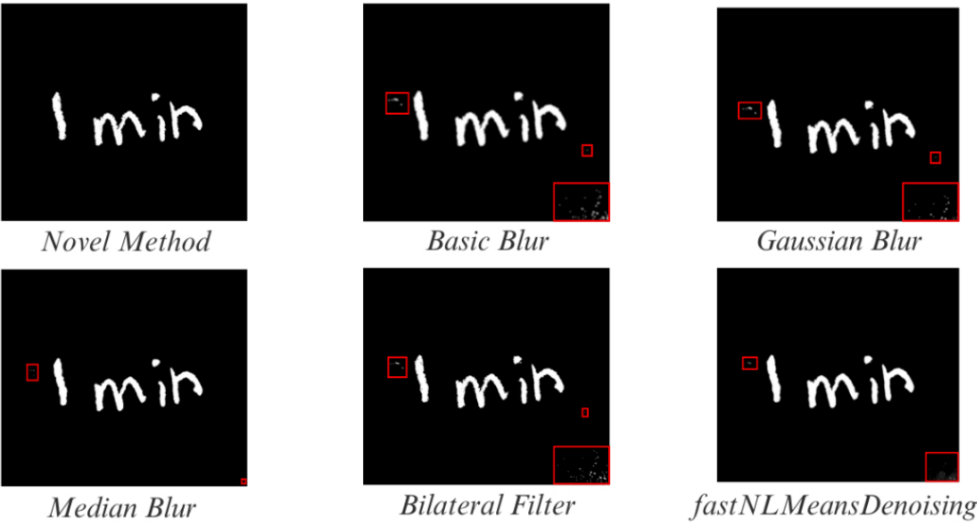 1 min 1 min 1 min
Novel Method Basic Blur Gaussian Blur
1 min 1 min 1 min
Median Blur Bilateral Filter fastNLMeansDenoising